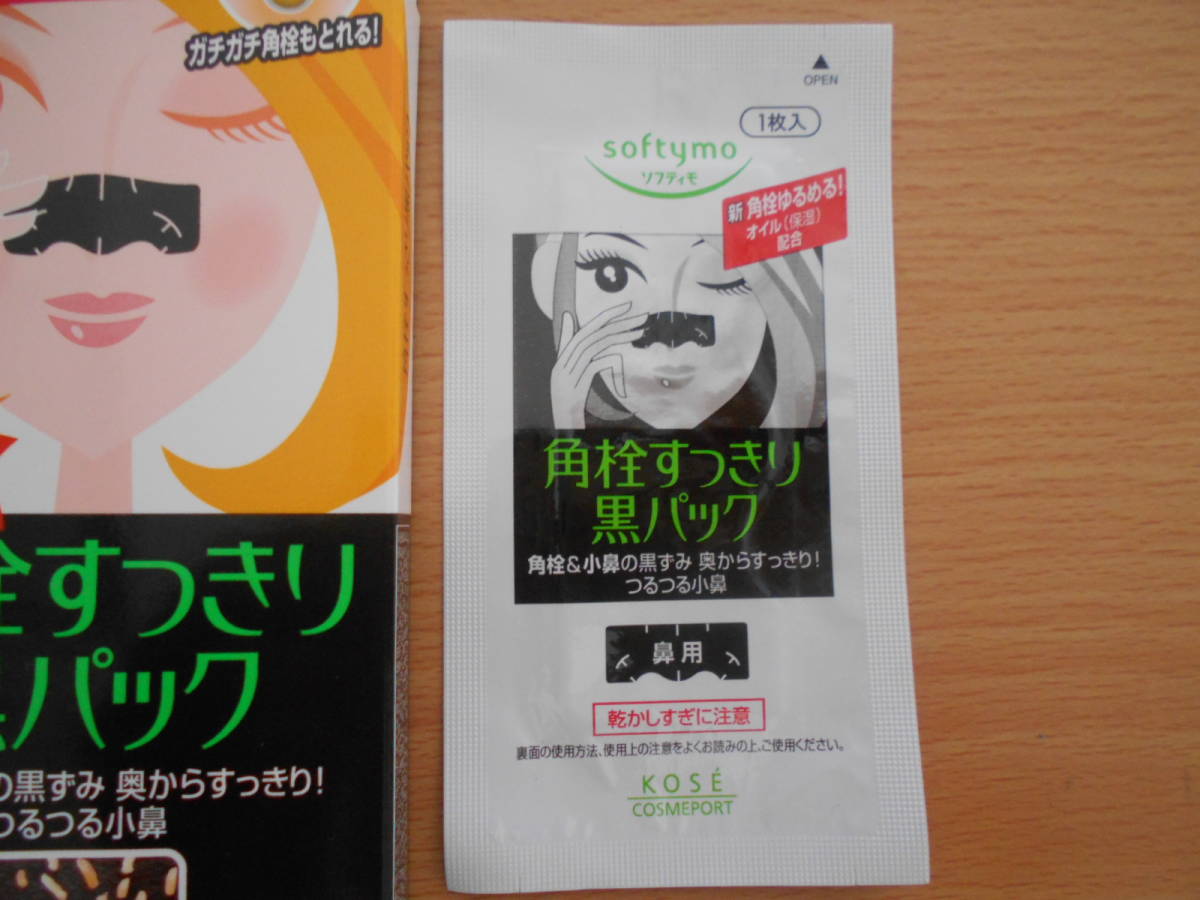 ガチガチ角栓もとれる!
栓すっきり
パック
の黒ずみ 奥からすっきり!
つるつる小鼻
OPEN
1枚入
softymo
ソフティモ
新 角栓ゆるめる!
オイル(保湿)
配合
角栓すっきり
黒パック
角栓&小鼻の黒ずみ 奥からすっきり!
つるつる小鼻
鼻用
乾かしすぎに注意
裏面の使用方法、使用上の注意をよくお読みの上、ご使用ください。
KOSÉ
COSMEPORT